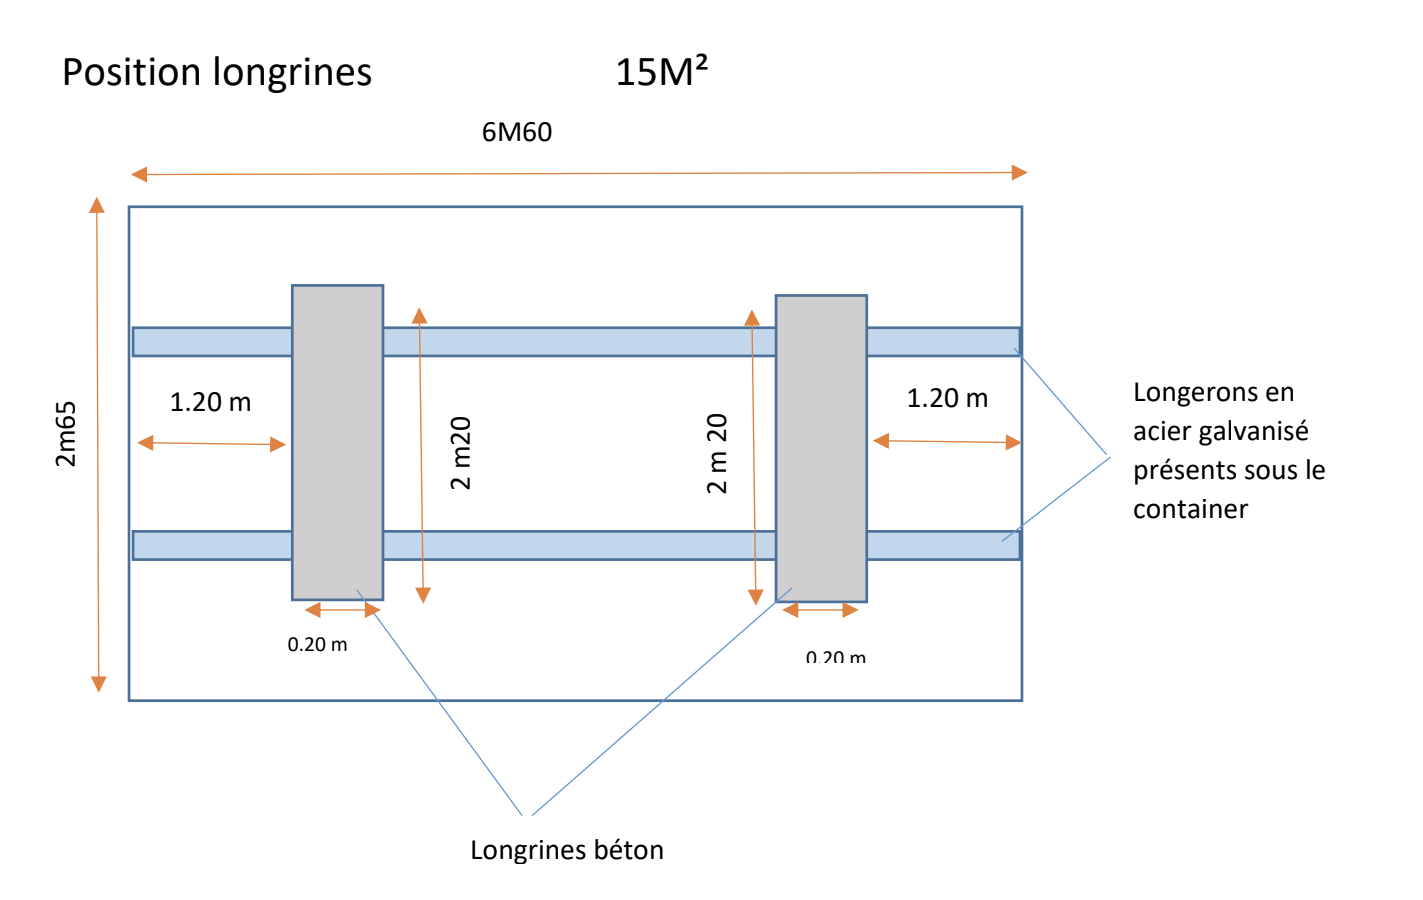 Position longrines 15M²
6M60
2m65
1.20 m
2 m20
2 m 20
1.20 m
Longerons en
acier galvanisé
présents sous le
container
0.20 m
0.20 m
Longrines béton